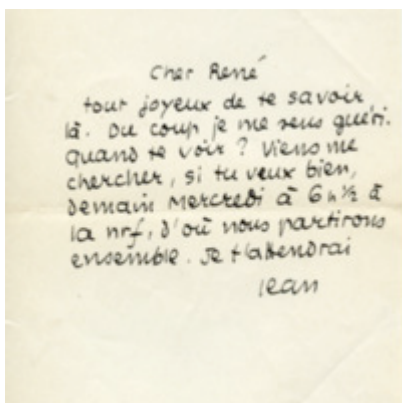 Cher René
tout joyeux de te savoir
là. Du coup je me sens guéri.
quand te voir ? Viens me
chercher, si tu veux bien,
demain Mercredi à 6h ½ à
la nrf, d'où nous partirons
ensemble. Je t'attendrai
Jean